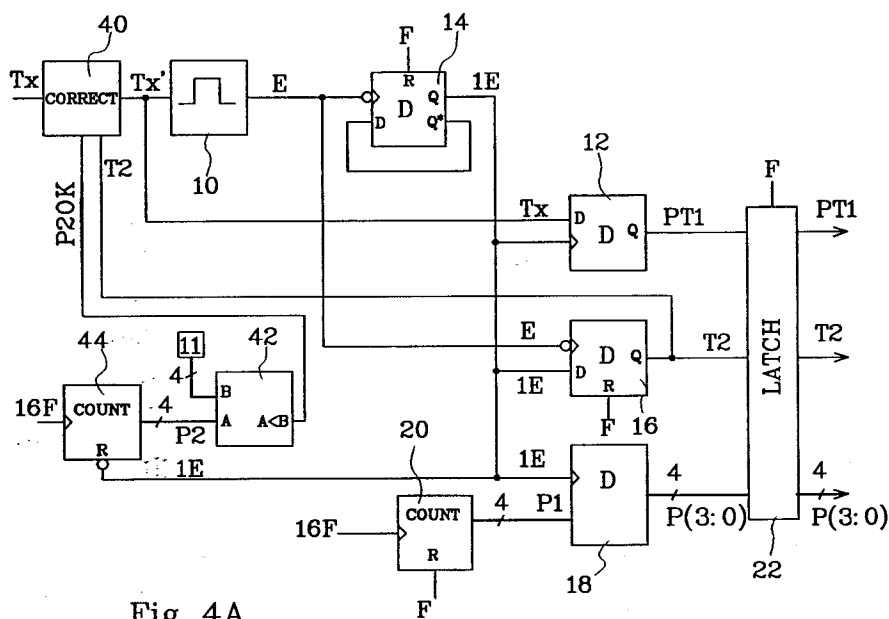 40
Tx
CORRECT
Tx'
10
E
F
14
R
D
D
Q
Q*
1E
T2
P20K
12
Tx
D
D
Q
PT1
F
PT1
E
1E
D
D
Q
R
F
16
T2
LATCH
T2
44
16F
COUNT
R
4
P2
11
4
42
B
A
A<B
1E
20
16F
COUNT
R
F
4
P1
1E
D
18
4
P(3:0)
4
P(3:0)
22
Fig. 4A